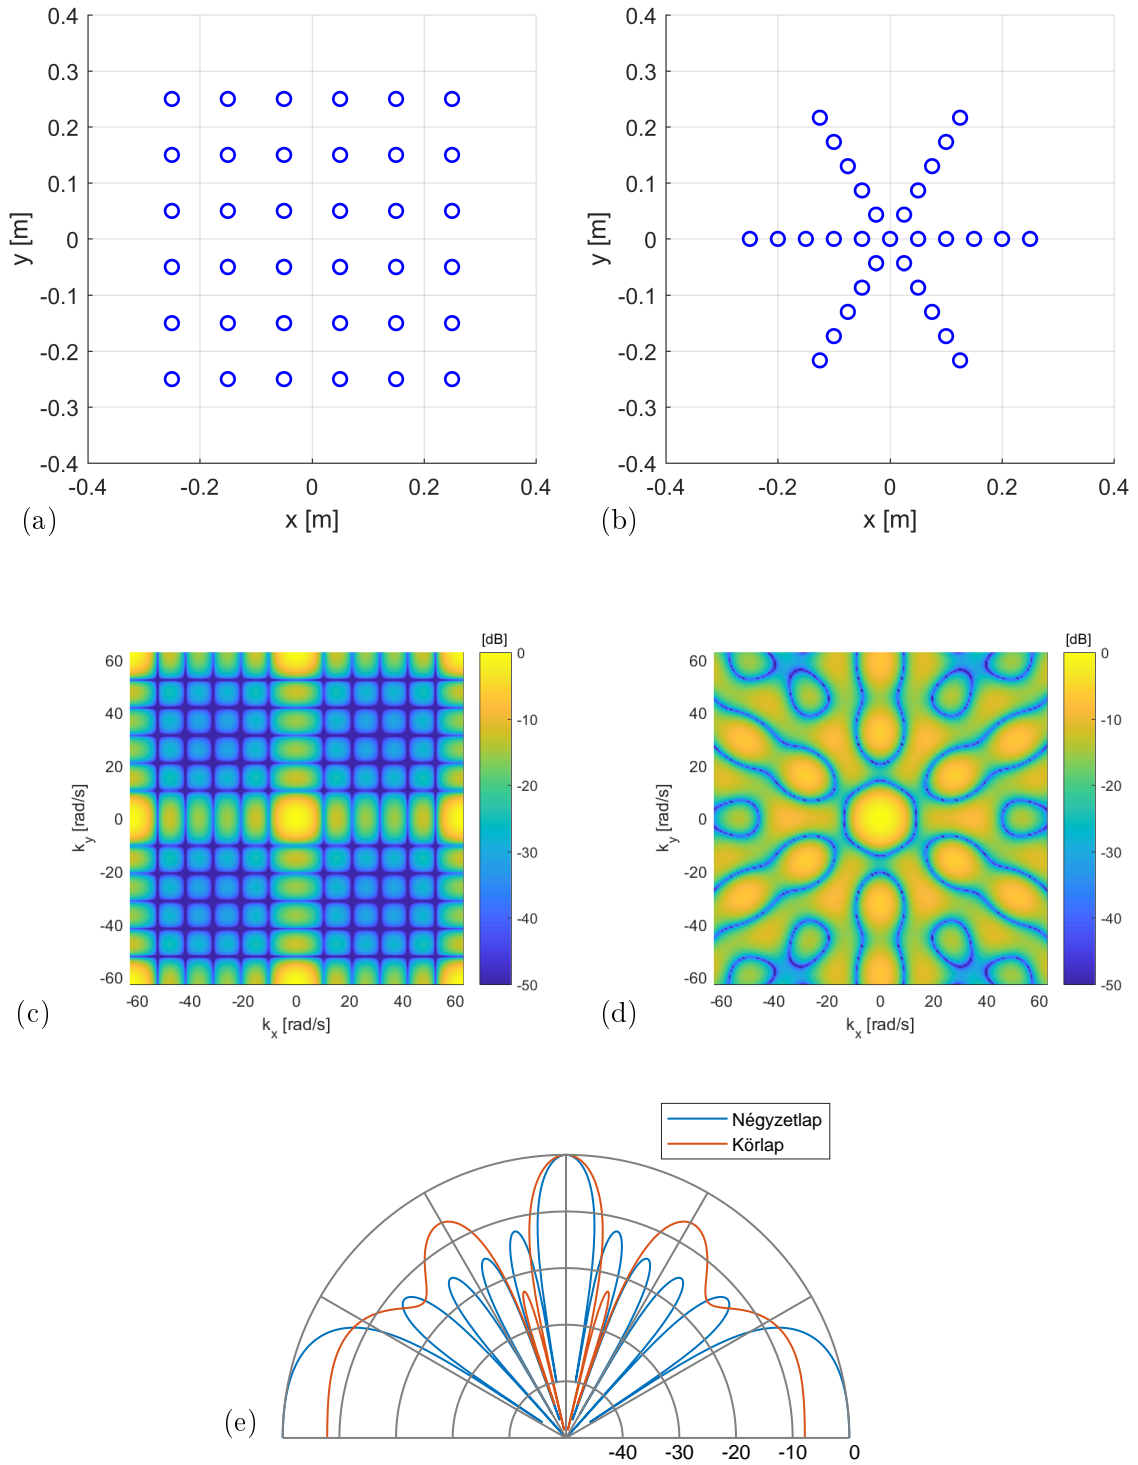 0.4
0.3
0.2
0.1
0
-0.1
-0.2
-0.3
-0.4
y [m]
-0.4 -0.2 0 0.2 0.4
x [m]
(a)
0.4
0.3
0.2
0.1
0
-0.1
-0.2
-0.3
-0.4
y [m]
-0.4 -0.2 0 0.2 0.4
x [m]
(b)
[dB]
60
40
20
0
-20
-40
-60
k_y [rad/s]
-60 -40 -20 0 20 40 60
k_x [rad/s]
0
-10
-20
-30
-40
-50
(c)
[dB]
60
40
20
0
-20
-40
-60
k_y [rad/s]
-60 -40 -20 0 20 40 60
k_x [rad/s]
0
-10
-20
-30
-40
-50
(d)
Négyzetlap
Körlap
-40 -30 -20 -10 0
(e)